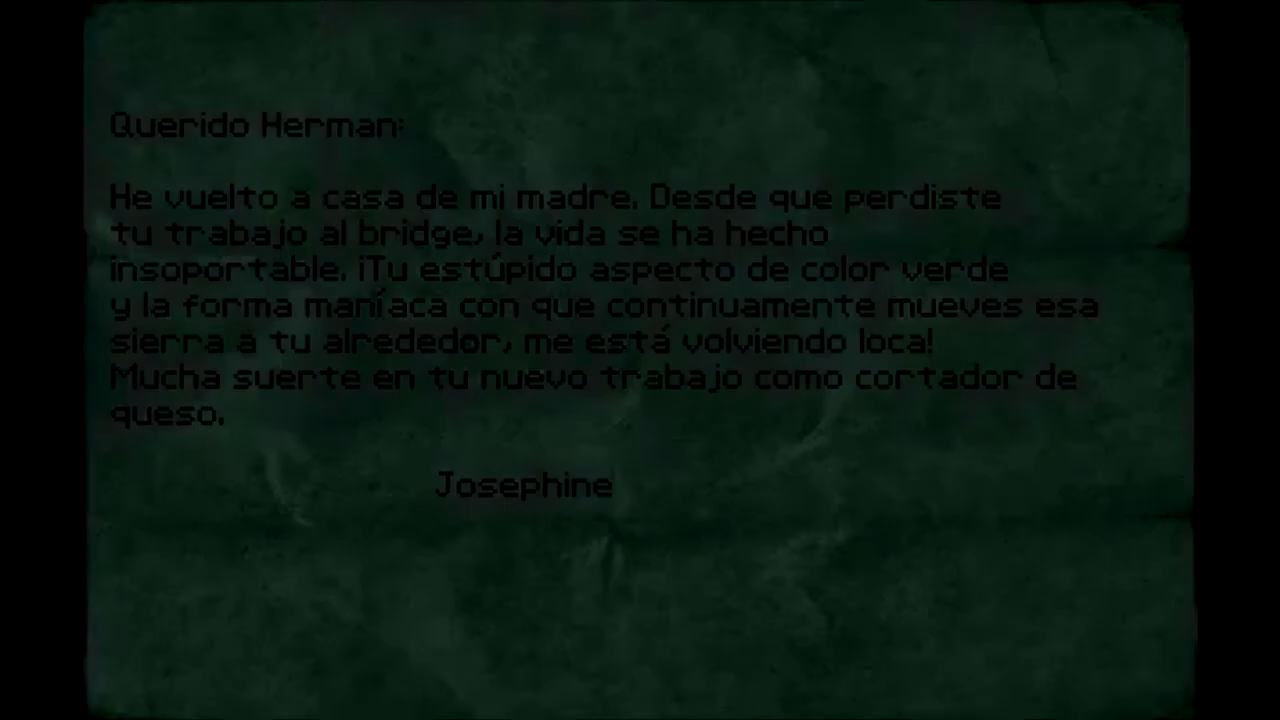 Querido Herman:
He vuelto a casa de mi madre. Desde que perdiste
tu trabajo al bridge, la vida se ha hecho
insoportable. ¡Tu estúpido aspecto de color verde
y la forma maníaca con que continuamente mueves esa
sierra a tu alrededor, me está volviendo loca!
Mucha suerte en tu nuevo trabajo como cortador de
queso.
Josephine